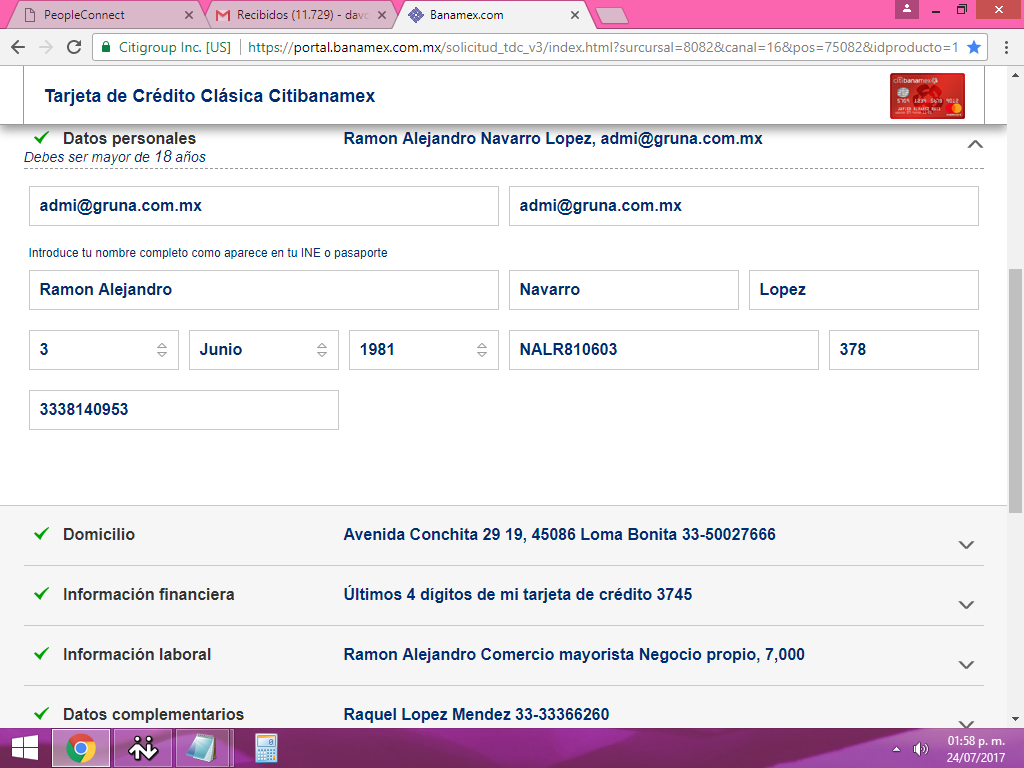 PeopleConnect
Recibidos (11.729) - davo
Banamex.com
Citigroup Inc. [US]
https://portal.banamex.com.mx/solicitud_tdc_v3/index.html?surcursal=8082&canal=16&pos=75082&idproducto=1
Tarjeta de Crédito Clásica Citibanamex
citibanamex
Datos personales
Ramon Alejandro Navarro Lopez, admi@gruna.com.mx
Debes ser mayor de 18 años
admi@gruna.com.mx
admi@gruna.com.mx
Introduce tu nombre completo como aparece en tu INE o pasaporte
Ramon Alejandro
Navarro
Lopez
3
Junio
1981
NALR810603
378
3338140953
Domicilio
Avenida Conchita 29 19, 45086 Loma Bonita 33-50027666
Información financiera
Últimos 4 dígitos de mi tarjeta de crédito 3745
Información laboral
Ramon Alejandro Comercio mayorista Negocio propio, 7,000
Datos complementarios
Raquel Lopez Mendez 33-33366260
01:58 p. m.
24/07/2017